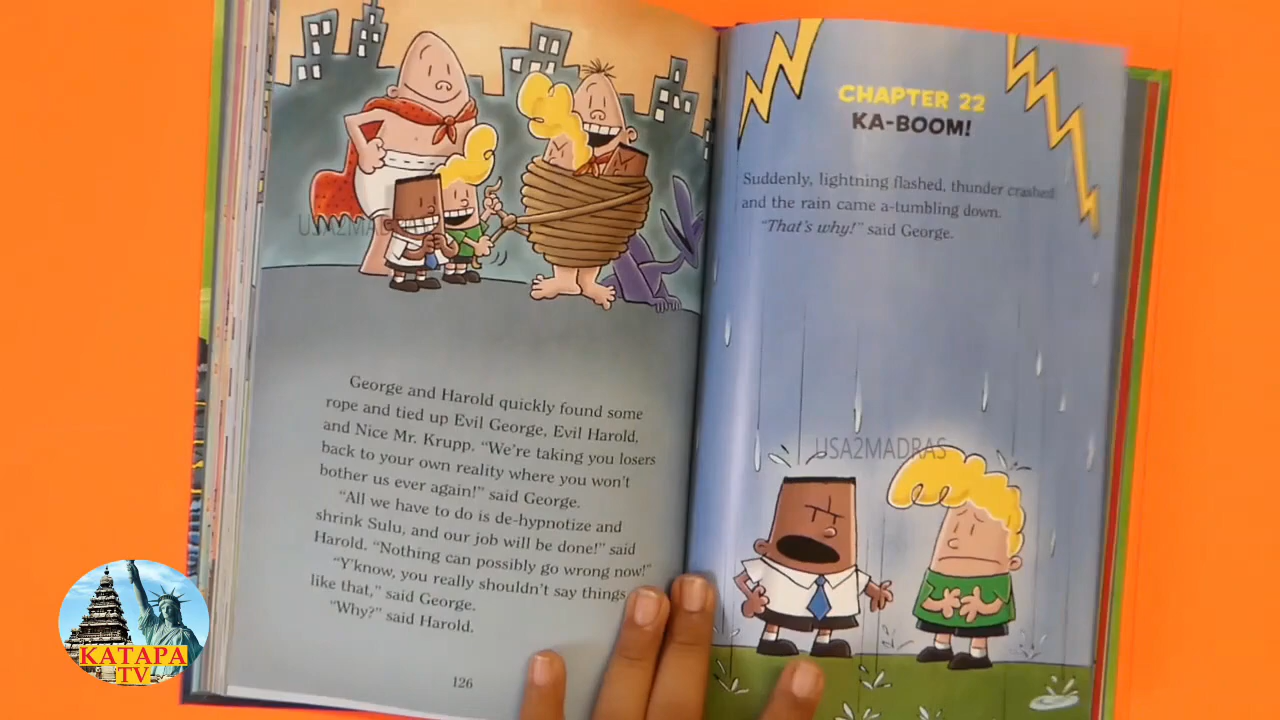 USA2MADRAS
George and Harold quickly found some
rope and tied up Evil George, Evil Harold,
and Nice Mr. Krupp. “We’re taking you losers
back to your own reality where you won’t
bother us ever again!” said George.
“All we have to do is de-hypnotize and
shrink Sulu, and our job will be done!” said
Harold. “Nothing can possibly go wrong now!”
“Y’know, you really shouldn’t say things
like that,” said George.
“Why?” said Harold.
126
CHAPTER 22
KA-BOOM!
Suddenly, lightning flashed, thunder crashed
and the rain came a-tumbling down.
“That’s why!” said George.
USA2MADRAS
KATAPA
TV